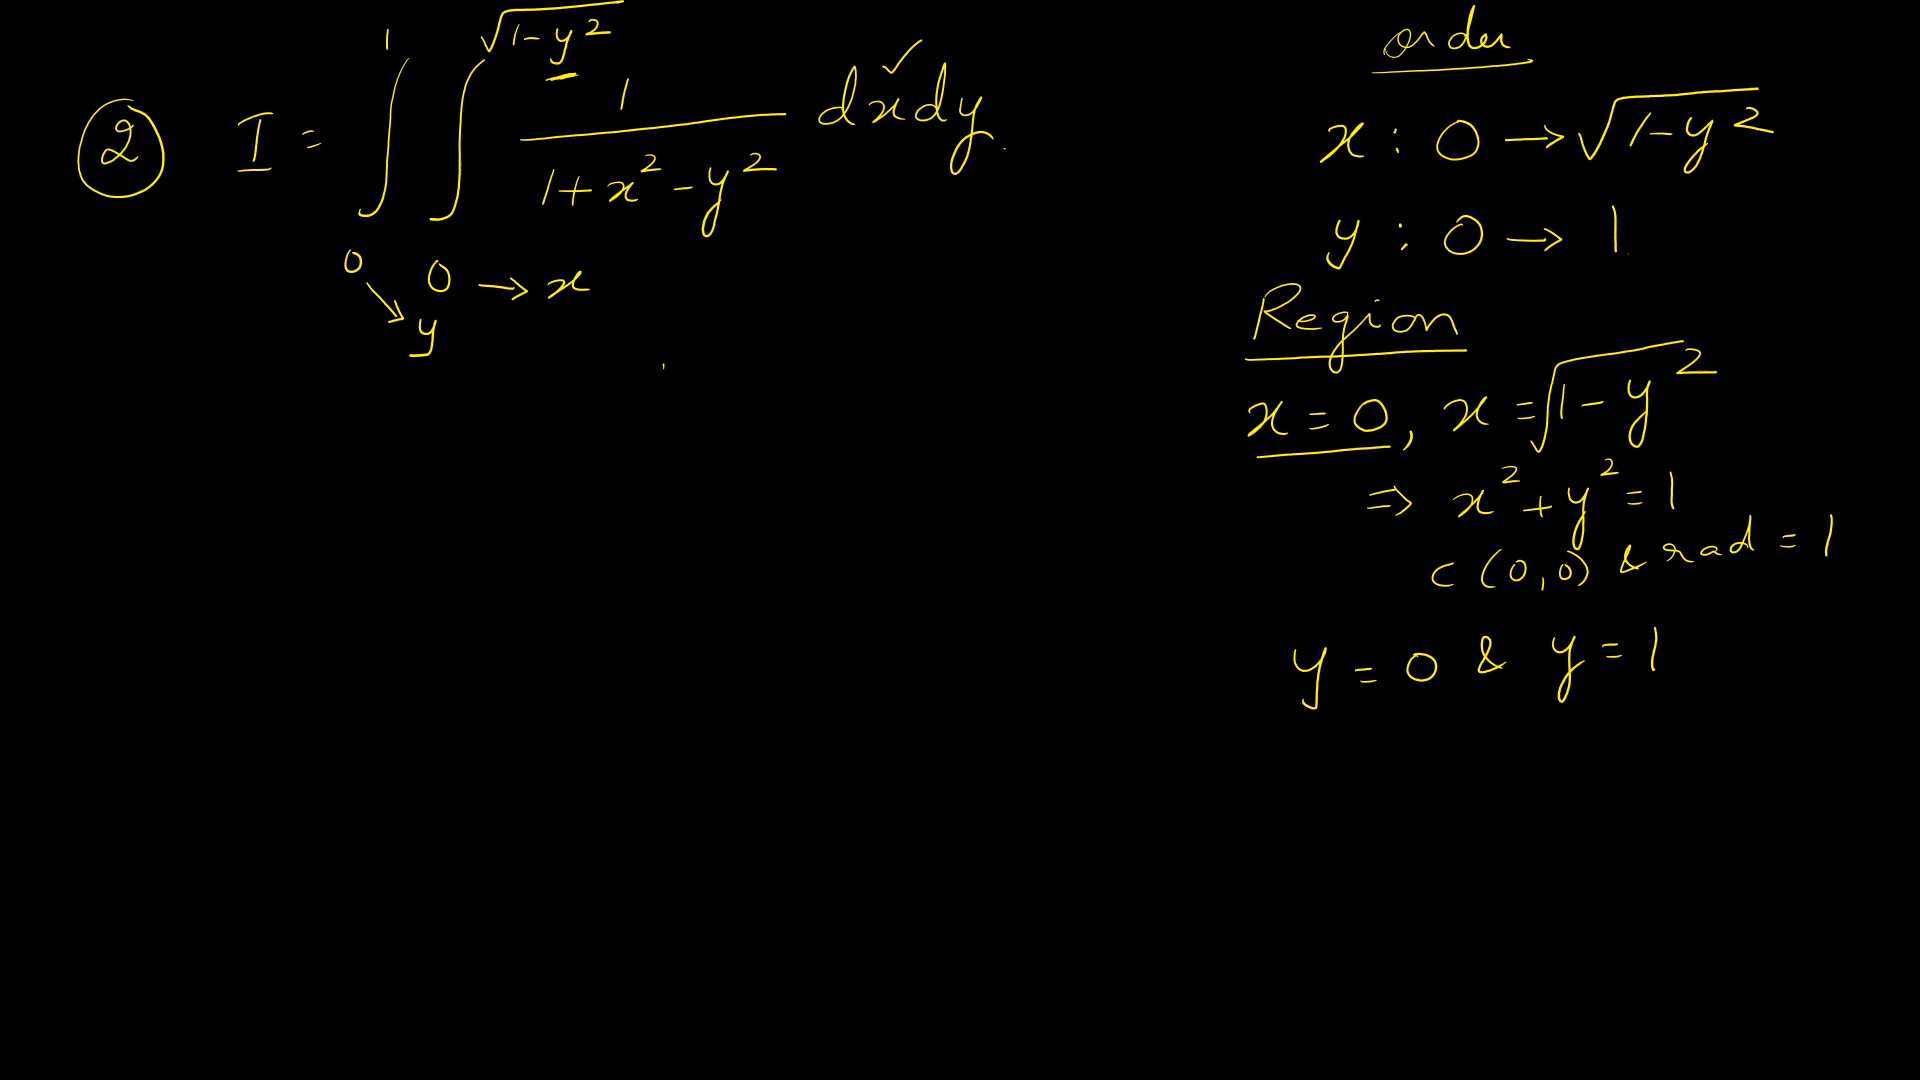 ② I = ∫₀¹ ∫₀^√(1-y²) 1/(1+x²-y²) dx dy
0 → x
y
order
x : 0 → √(1-y²)
y : 0 → 1
Region
x = 0, x = √(1-y²)
⇒ x² + y² = 1
c (0,0) & rad = 1
y = 0 & y = 1